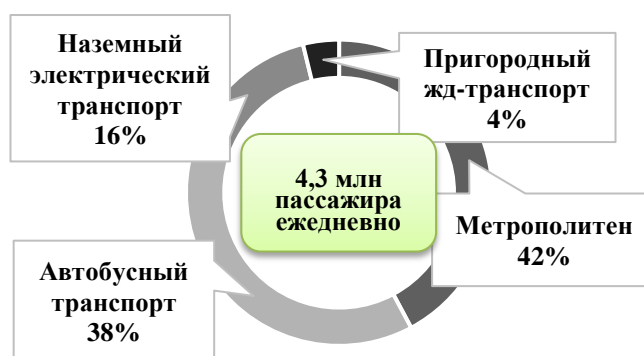 Наземный
электрический
транспорт
16%
Пригородный
жд-транспорт
4%
4,3 млн
пассажира
ежедневно
Метрополитен
42%
Автобусный
транспорт
38%